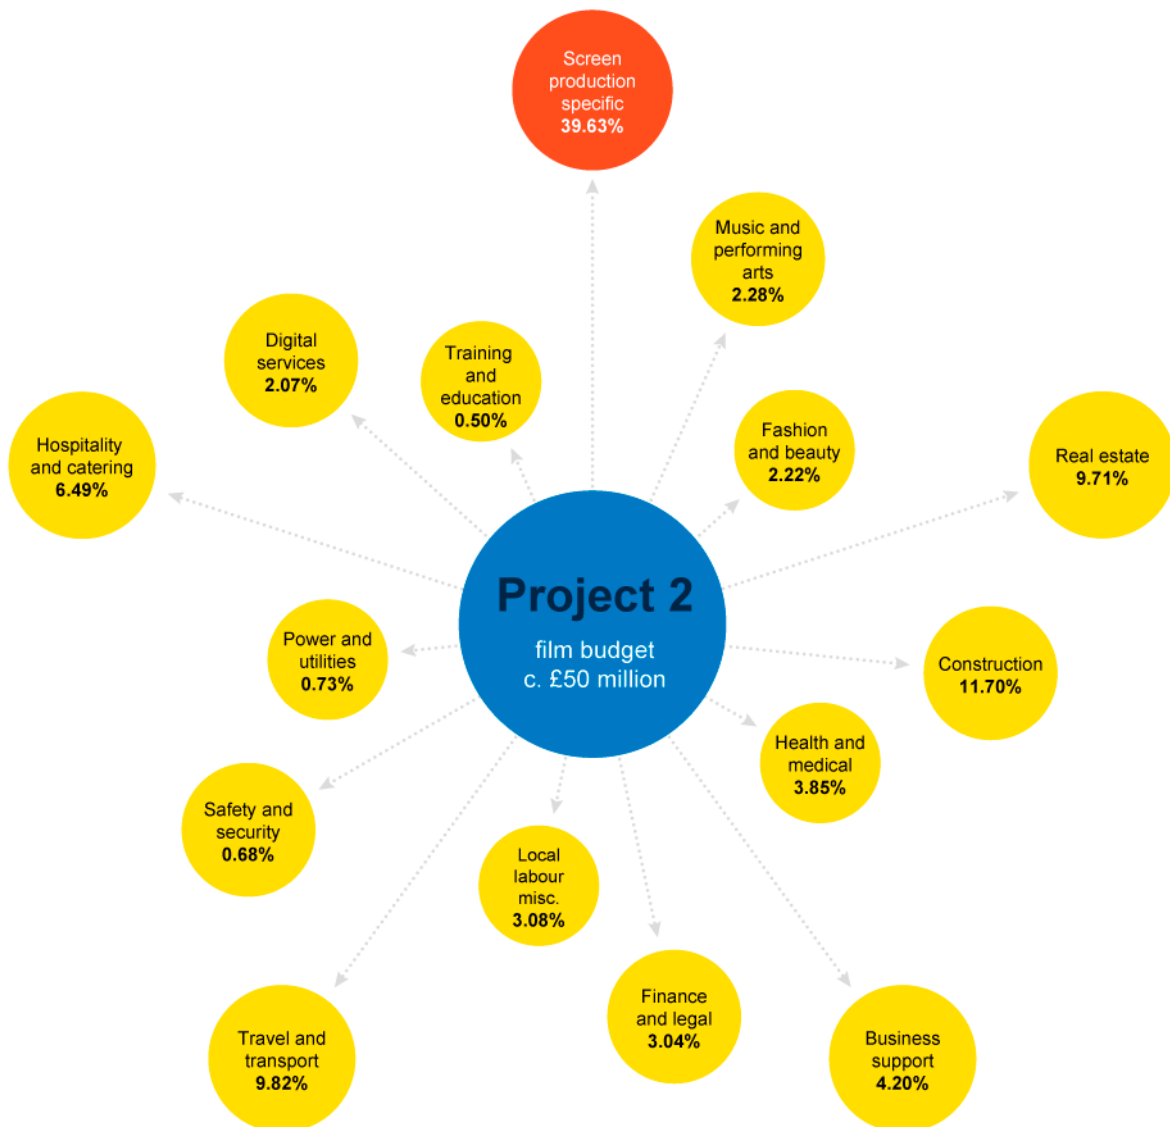 Screen
production
specific
39.63%
Music and
performing
arts
2.28%
Digital
services
2.07%
Training
and
education
0.50%
Fashion
and beauty
2.22%
Hospitality
and catering
6.49%
Real estate
9.71%
Project 2
film budget
c. £50 million
Power and
utilities
0.73%
Construction
11.70%
Health and
medical
3.85%
Safety and
security
0.68%
Local
labour
misc.
3.08%
Finance
and legal
3.04%
Travel and
transport
9.82%
Business
support
4.20%